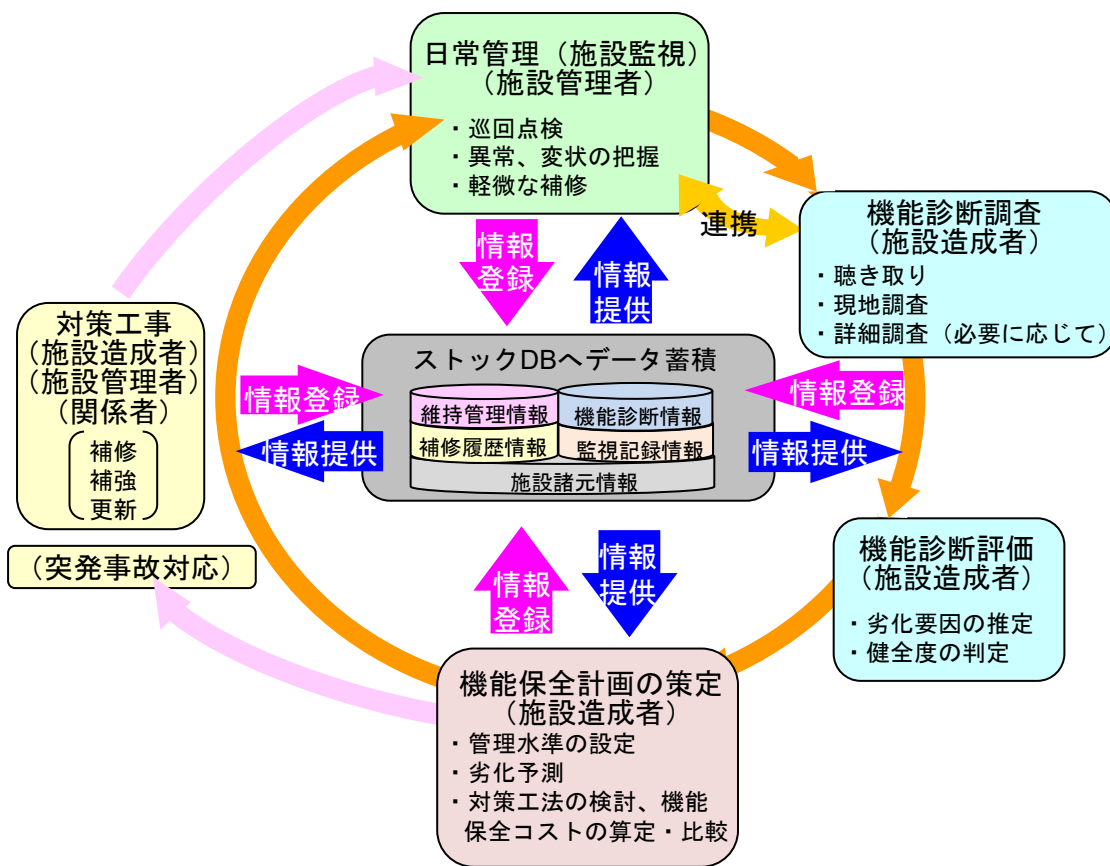 日常管理（施設監視）
（施設管理者）
・巡回点検
・異常、変状の把握
・軽微な補修
連携
機能診断調査
（施設造成者）
・聴き取り
・現地調査
・詳細調査（必要に応じて）
情報
登録
情報
提供
対策工事
（施設造成者）
（施設管理者）
（関係者）
補修
補強
更新
（突発事故対応）
ストックDBへデータ蓄積
維持管理情報
機能診断情報
補修履歴情報
監視記録情報
施設諸元情報
情報登録
情報提供
情報登録
情報提供
機能診断評価
（施設造成者）
・劣化要因の推定
・健全度の判定
情報
登録
情報
提供
機能保全計画の策定
（施設造成者）
・管理水準の設定
・劣化予測
・対策工法の検討、機能
保全コストの算定・比較